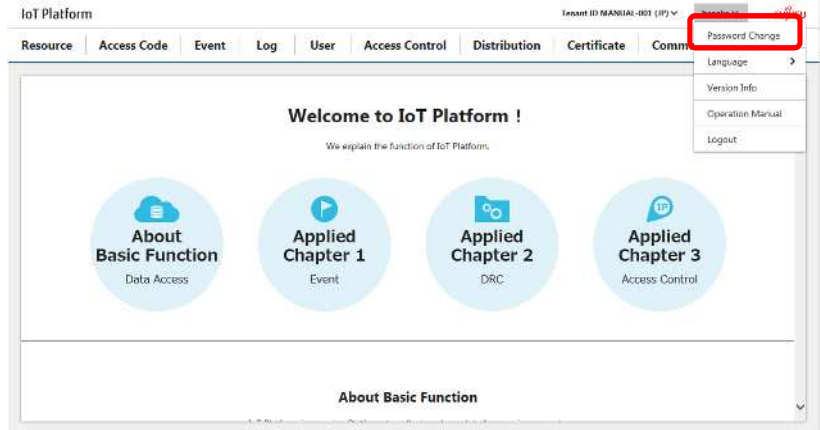 IoT Platform
Tenant ID MANUAL-001 (JP)
Resource Access Code Event Log User Access Control Distribution Certificate Comm
Password Change
Language
Version Info
Operation Manual
Logout
Welcome to IoT Platform !
We explain the function of IoT Platform.
About
Basic Function
Data Access
Applied
Chapter 1
Event
Applied
Chapter 2
DRC
IP
Applied
Chapter 3
Access Control
About Basic Function